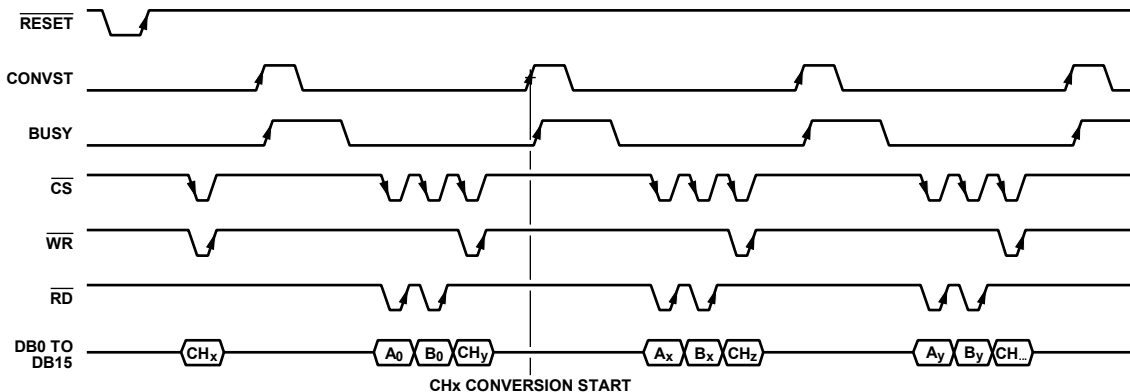 RESET
CONVST
BUSY
CS
WR
RD
DB0 TO
DB15
CHx A0 B0 CHy Ax Bx CHz Ay By CH...
CHx CONVERSION START